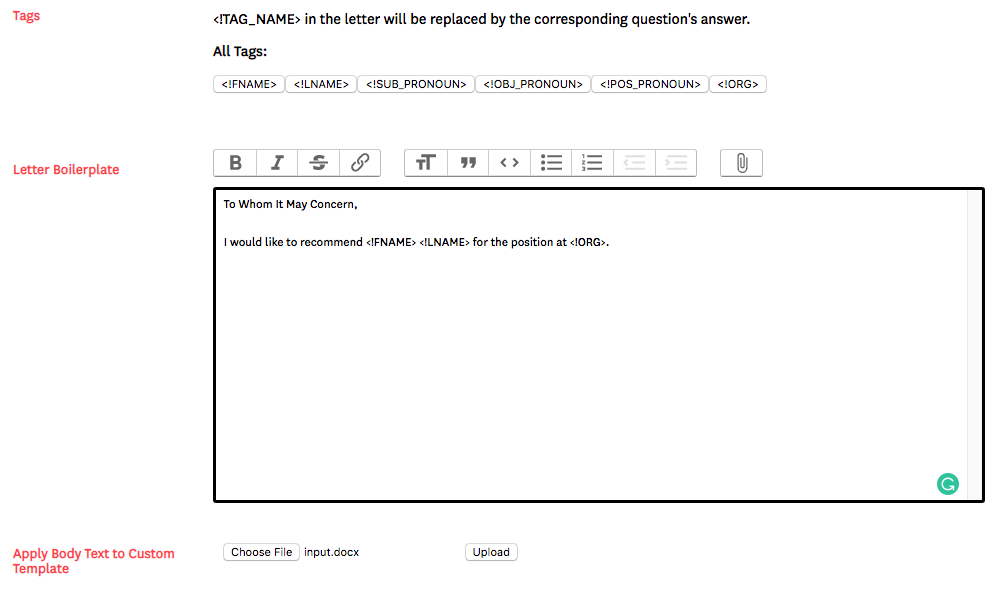 Tags
<!TAG_NAME> in the letter will be replaced by the corresponding question's answer.
All Tags:
<!FNAME> <!LNAME> <!SUB_PRONOUN> <!OBJ_PRONOUN> <!POS_PRONOUN> <!ORG>
Letter Boilerplate
B I S TT
To Whom It May Concern,
I would like to recommend <!FNAME> <!LNAME> for the position at <!ORG>.
Apply Body Text to Custom
Template
Choose File input.docx Upload